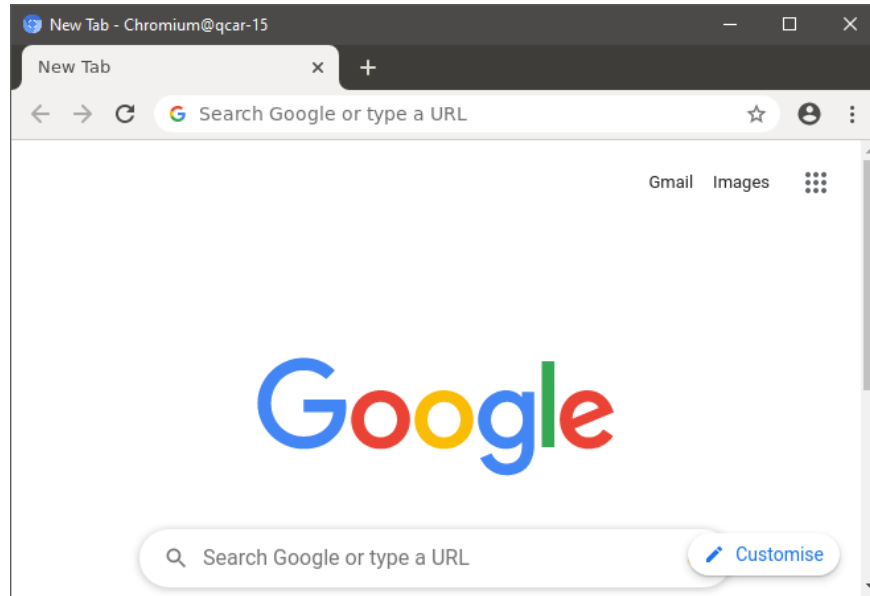 New Tab - Chromium@qcar-15
New Tab
Search Google or type a URL
Gmail Images
Google
Search Google or type a URL
Customise